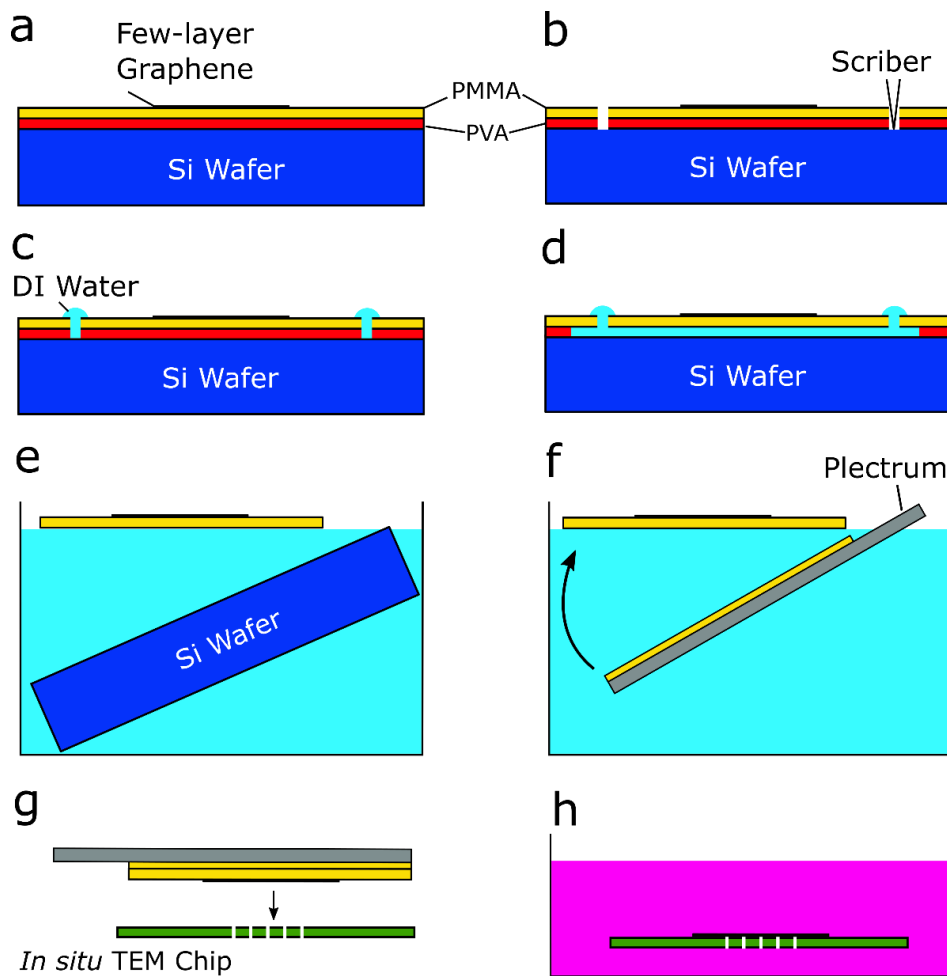 a
Few-layer
Graphene
PMMA
PVA
Si Wafer
b
Scriber
Si Wafer
c
DI Water
Si Wafer
d
Si Wafer
e
Si Wafer
f
Plectrum
g
In situ TEM Chip
h